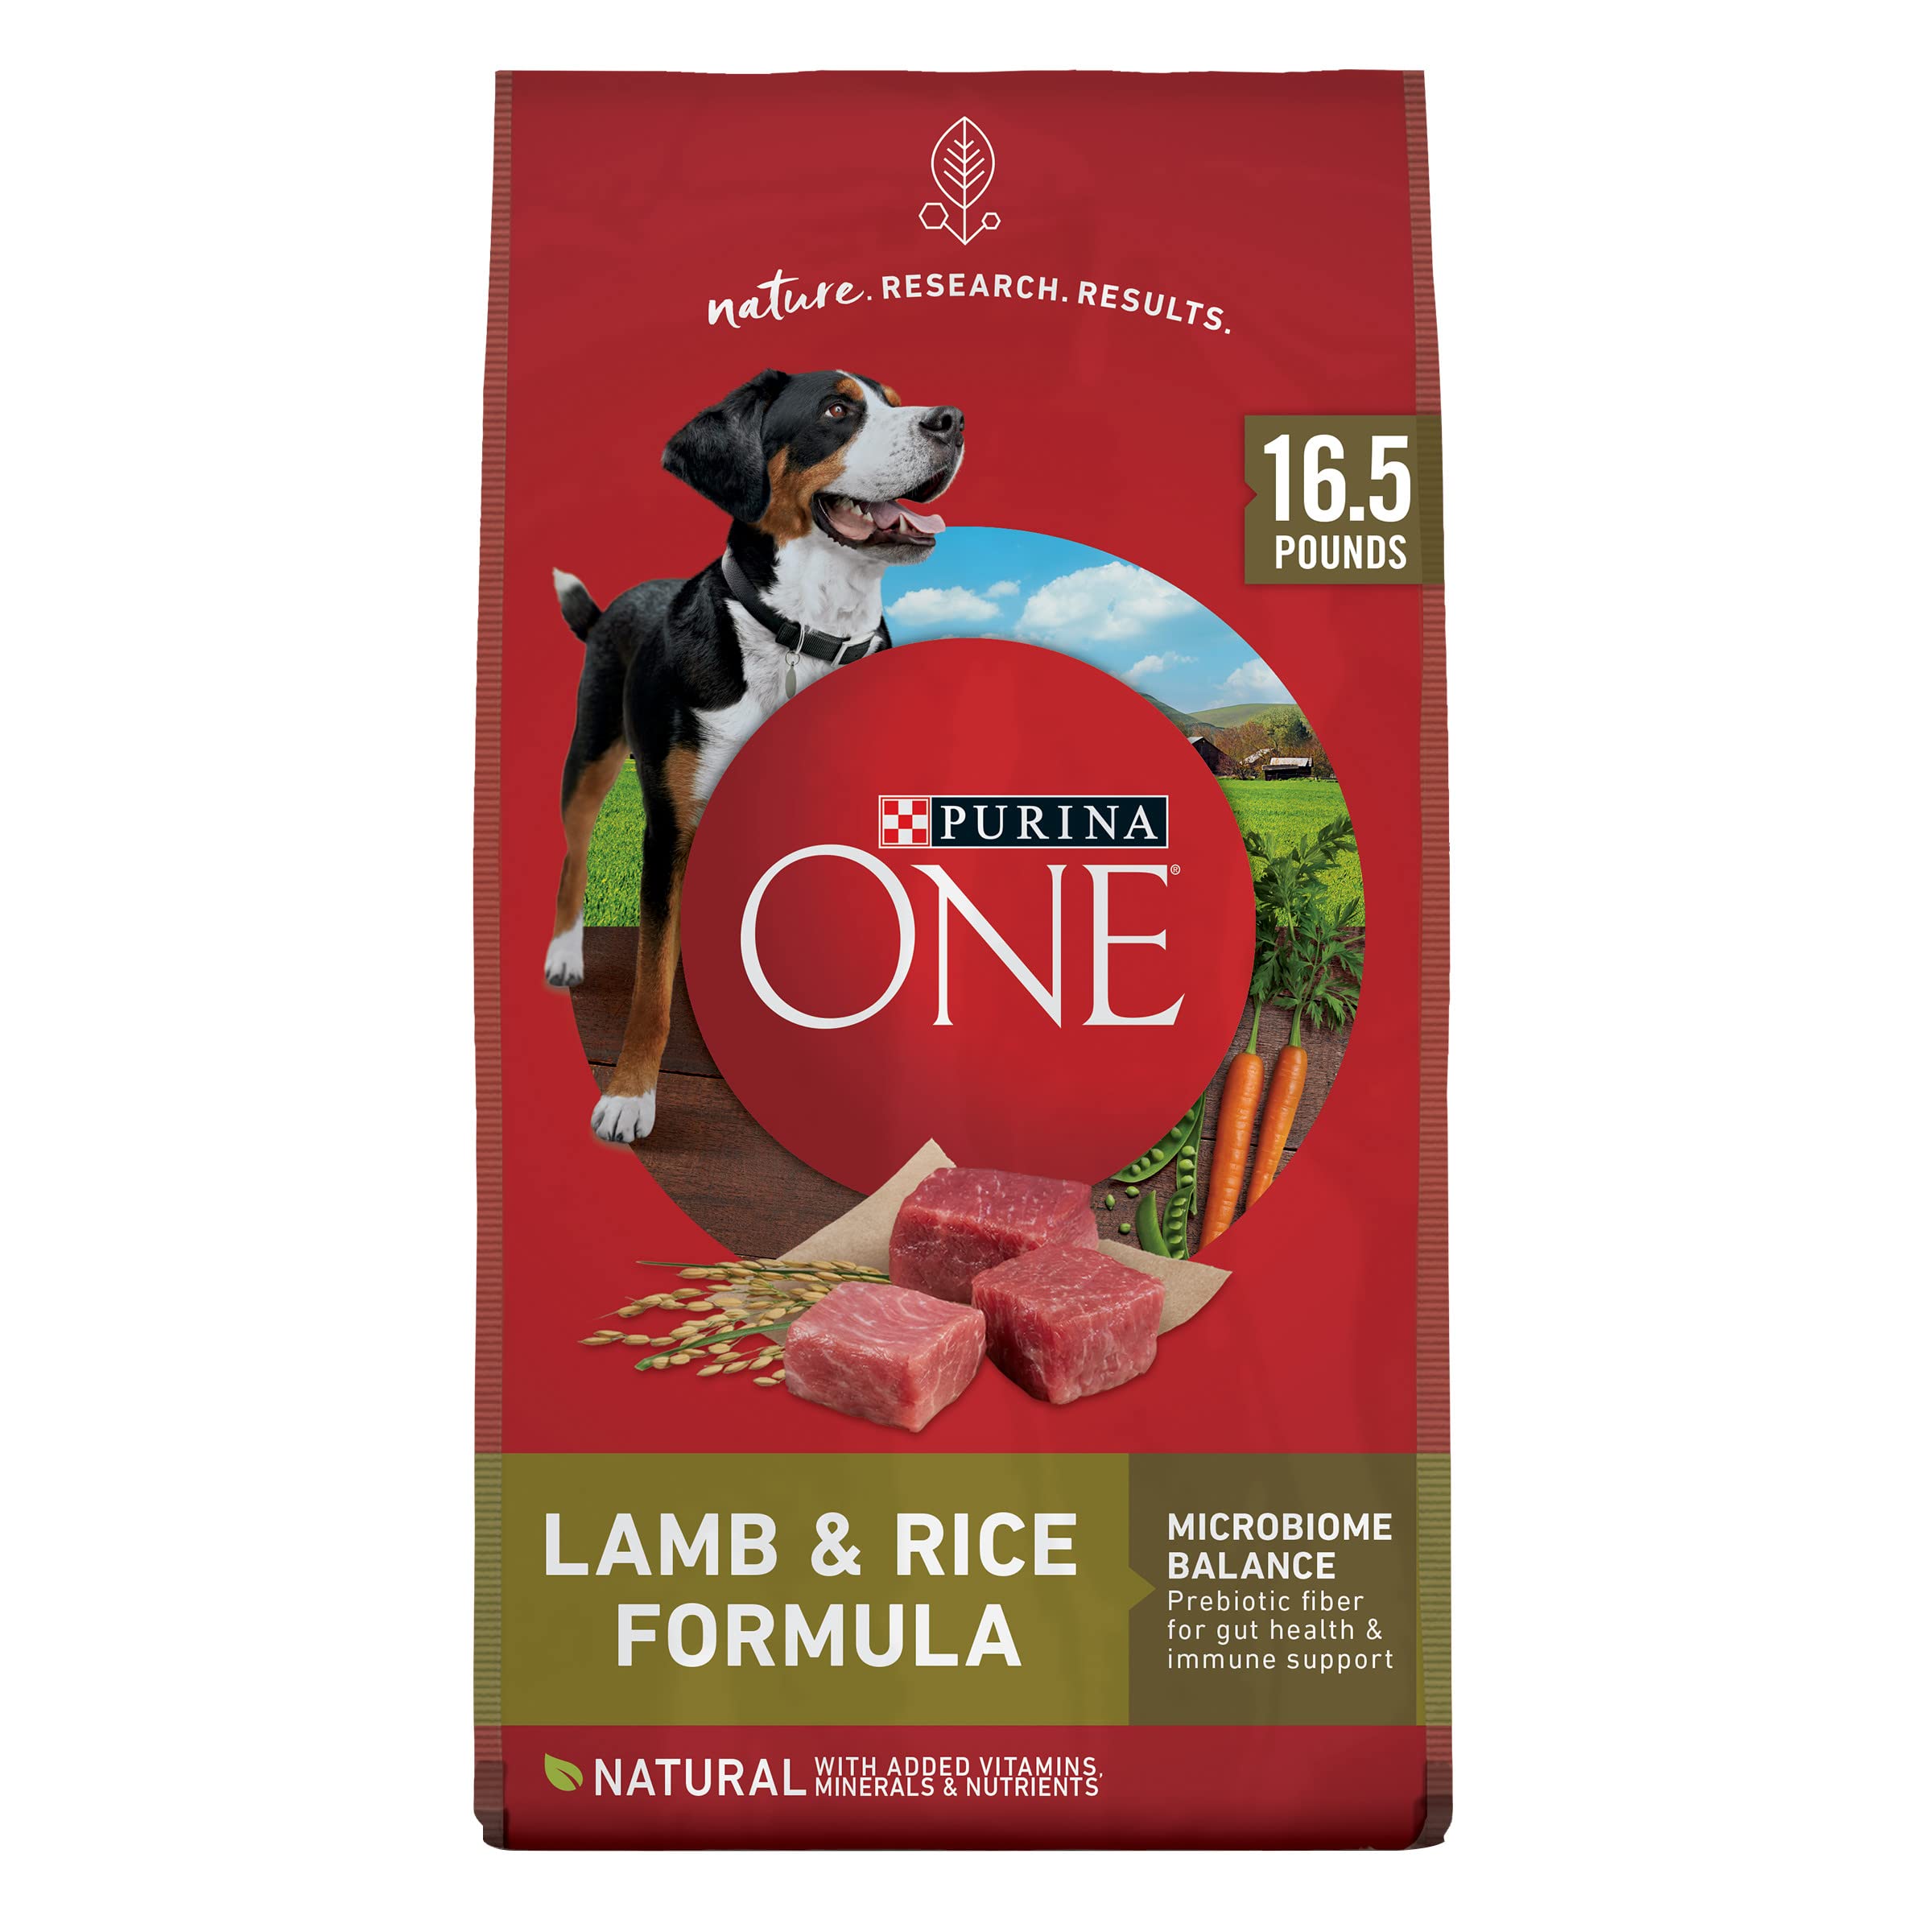 nature. RESEARCH. RESULTS.
16.5
POUNDS
PURINA
ONE®
LAMB & RICE
FORMULA
MICROBIOME
BALANCE
Prebiotic fiber
for gut health &
immune support
NATURAL WITH ADDED VITAMINS,
MINERALS & NUTRIENTS